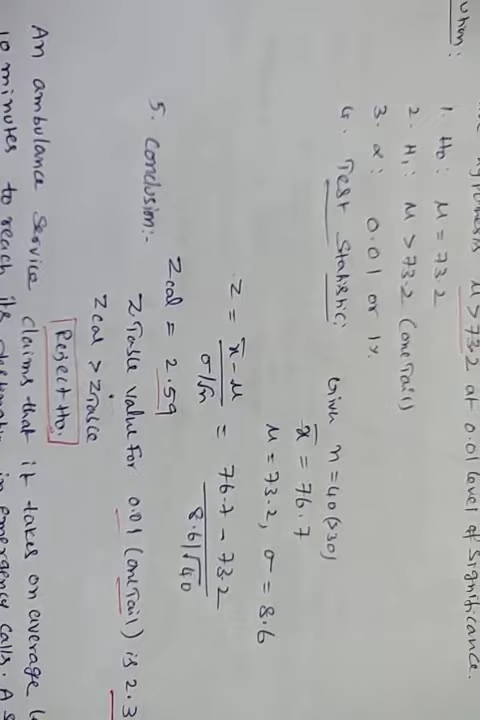 hypothesis μ > 73.2 at 0.01 level of significance.
1. H₀: μ = 73.2
2. H₁: μ > 73.2 (one Tail)
3. α: 0.01 or 1%
4. Test Statistic: Given n = 40 (>30)
x̄ = 76.7
μ = 73.2, σ = 8.6
Z = x̄ - μ / σ/√n = 76.7 - 73.2 / 8.6/√40
Zcal = 2.59
5. Conclusion:-
Z Table value for 0.01 (one Tail) is 2.3
Zcal > ZTable
Reject H₀.
An ambulance service claims that it takes on average
10 minutes to reach its in emergency calls. A